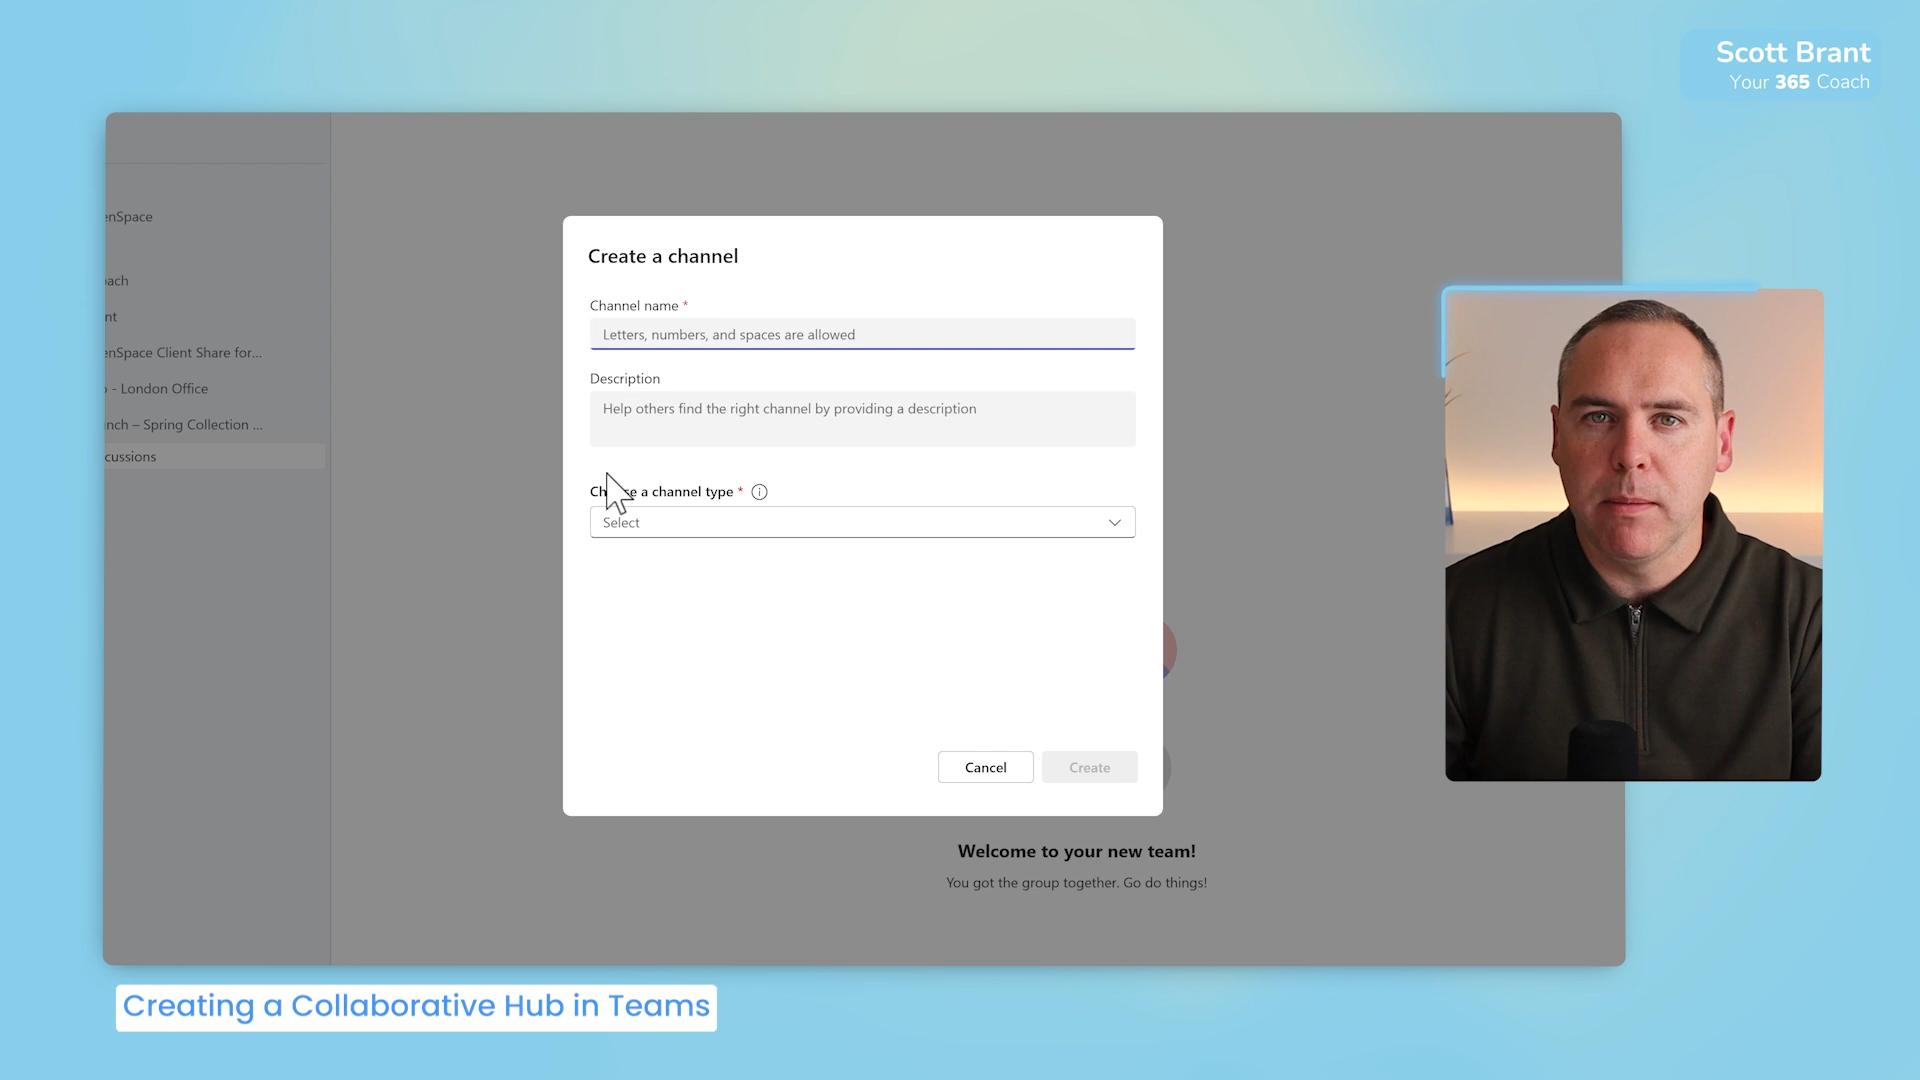 Scott Brant
Your 365 Coach
enSpace
oach
nt
enSpace Client Share for...
- London Office
nch – Spring Collection ...
cussions
Create a channel
Channel name *
Letters, numbers, and spaces are allowed
Description
Help others find the right channel by providing a description
a channel type *
Select
Cancel
Create
Welcome to your new team!
You got the group together. Go do things!
Creating a Collaborative Hub in Teams